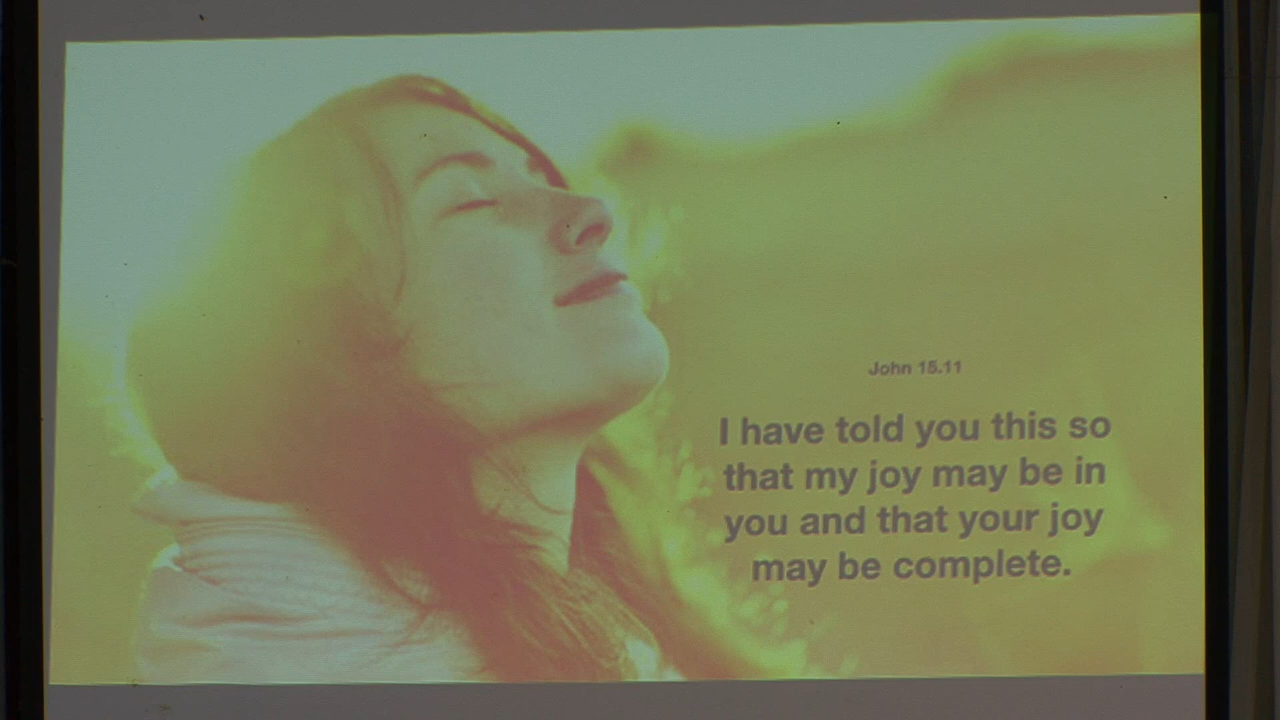 John 15.11
I have told you this so
that my joy may be in
you and that your joy
may be complete.